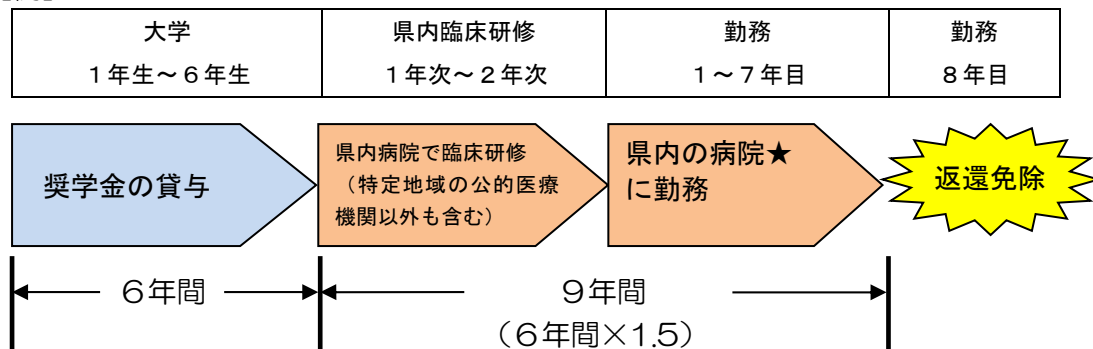 大学
1年生~6年生
県内臨床研修
1年次~2年次
勤務
1~7年目
勤務
8年目
奨学金の貸与
県内病院で臨床研修
(特定地域の公的医療
機関以外も含む)
県内の病院★
に勤務
返還免除
6年間
9年間
(6年間×1.5)